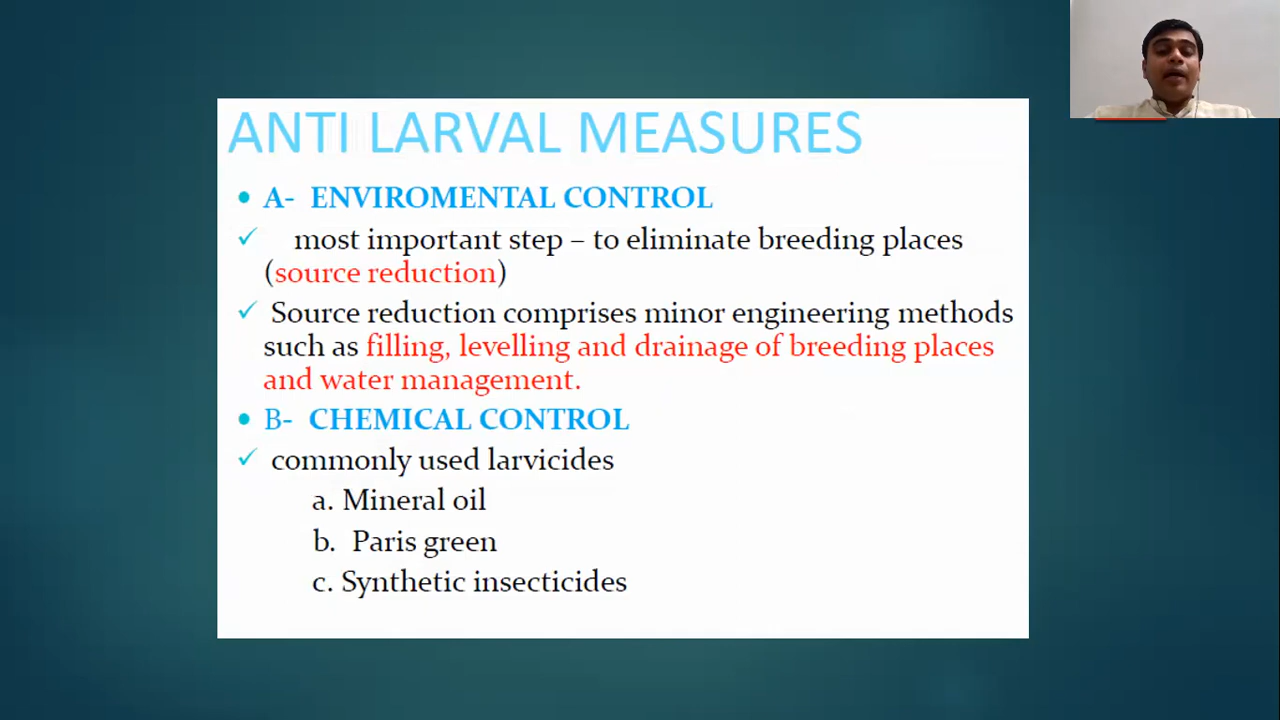 ANTI LARVAL MEASURES
• A- ENVIROMENTAL CONTROL
✓ most important step – to eliminate breeding places
(source reduction)
✓ Source reduction comprises minor engineering methods
such as filling, levelling and drainage of breeding places
and water management.
• B- CHEMICAL CONTROL
✓ commonly used larvicides
a. Mineral oil
b. Paris green
c. Synthetic insecticides